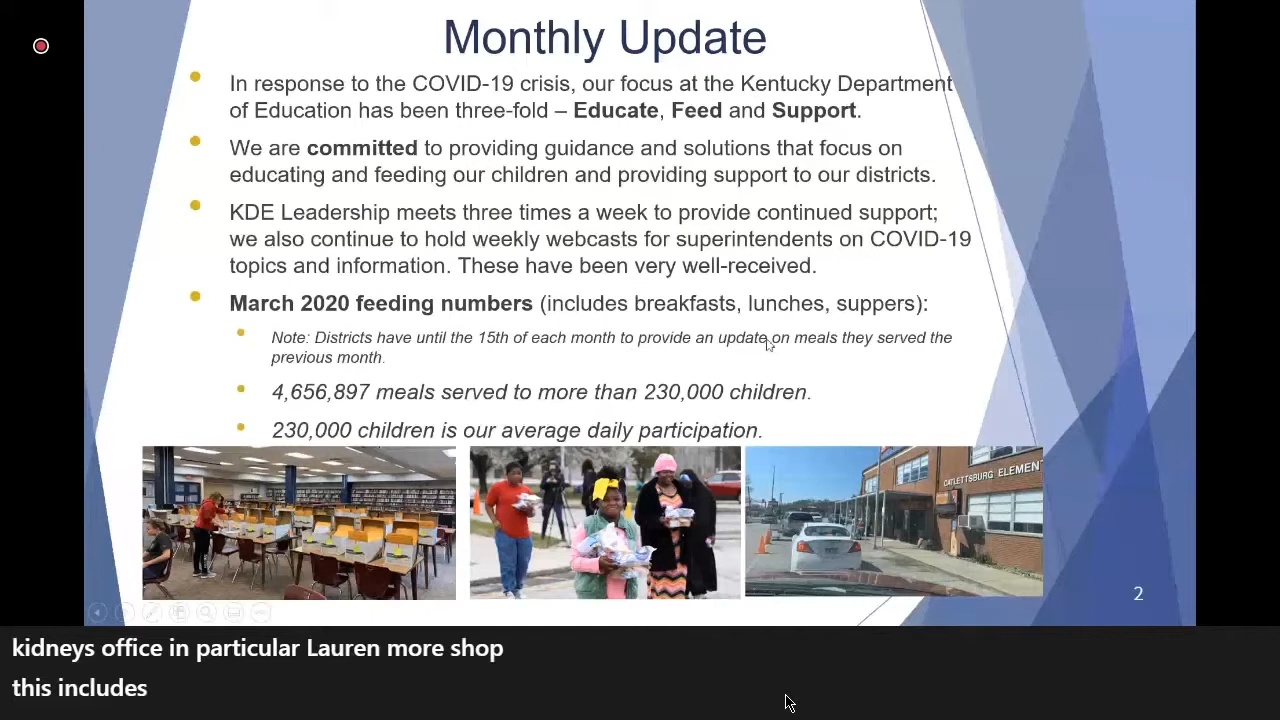 Monthly Update
In response to the COVID-19 crisis, our focus at the Kentucky Department
of Education has been three-fold – Educate, Feed and Support.
We are committed to providing guidance and solutions that focus on
educating and feeding our children and providing support to our districts.
KDE Leadership meets three times a week to provide continued support;
we also continue to hold weekly webcasts for superintendents on COVID-19
topics and information. These have been very well-received.
March 2020 feeding numbers (includes breakfasts, lunches, suppers):
Note: Districts have until the 15th of each month to provide an update on meals they served the
previous month.
4,656,897 meals served to more than 230,000 children.
230,000 children is our average daily participation.
CATLETTSBURG ELEMENT
2
kidneys office in particular Lauren more shop
this includes